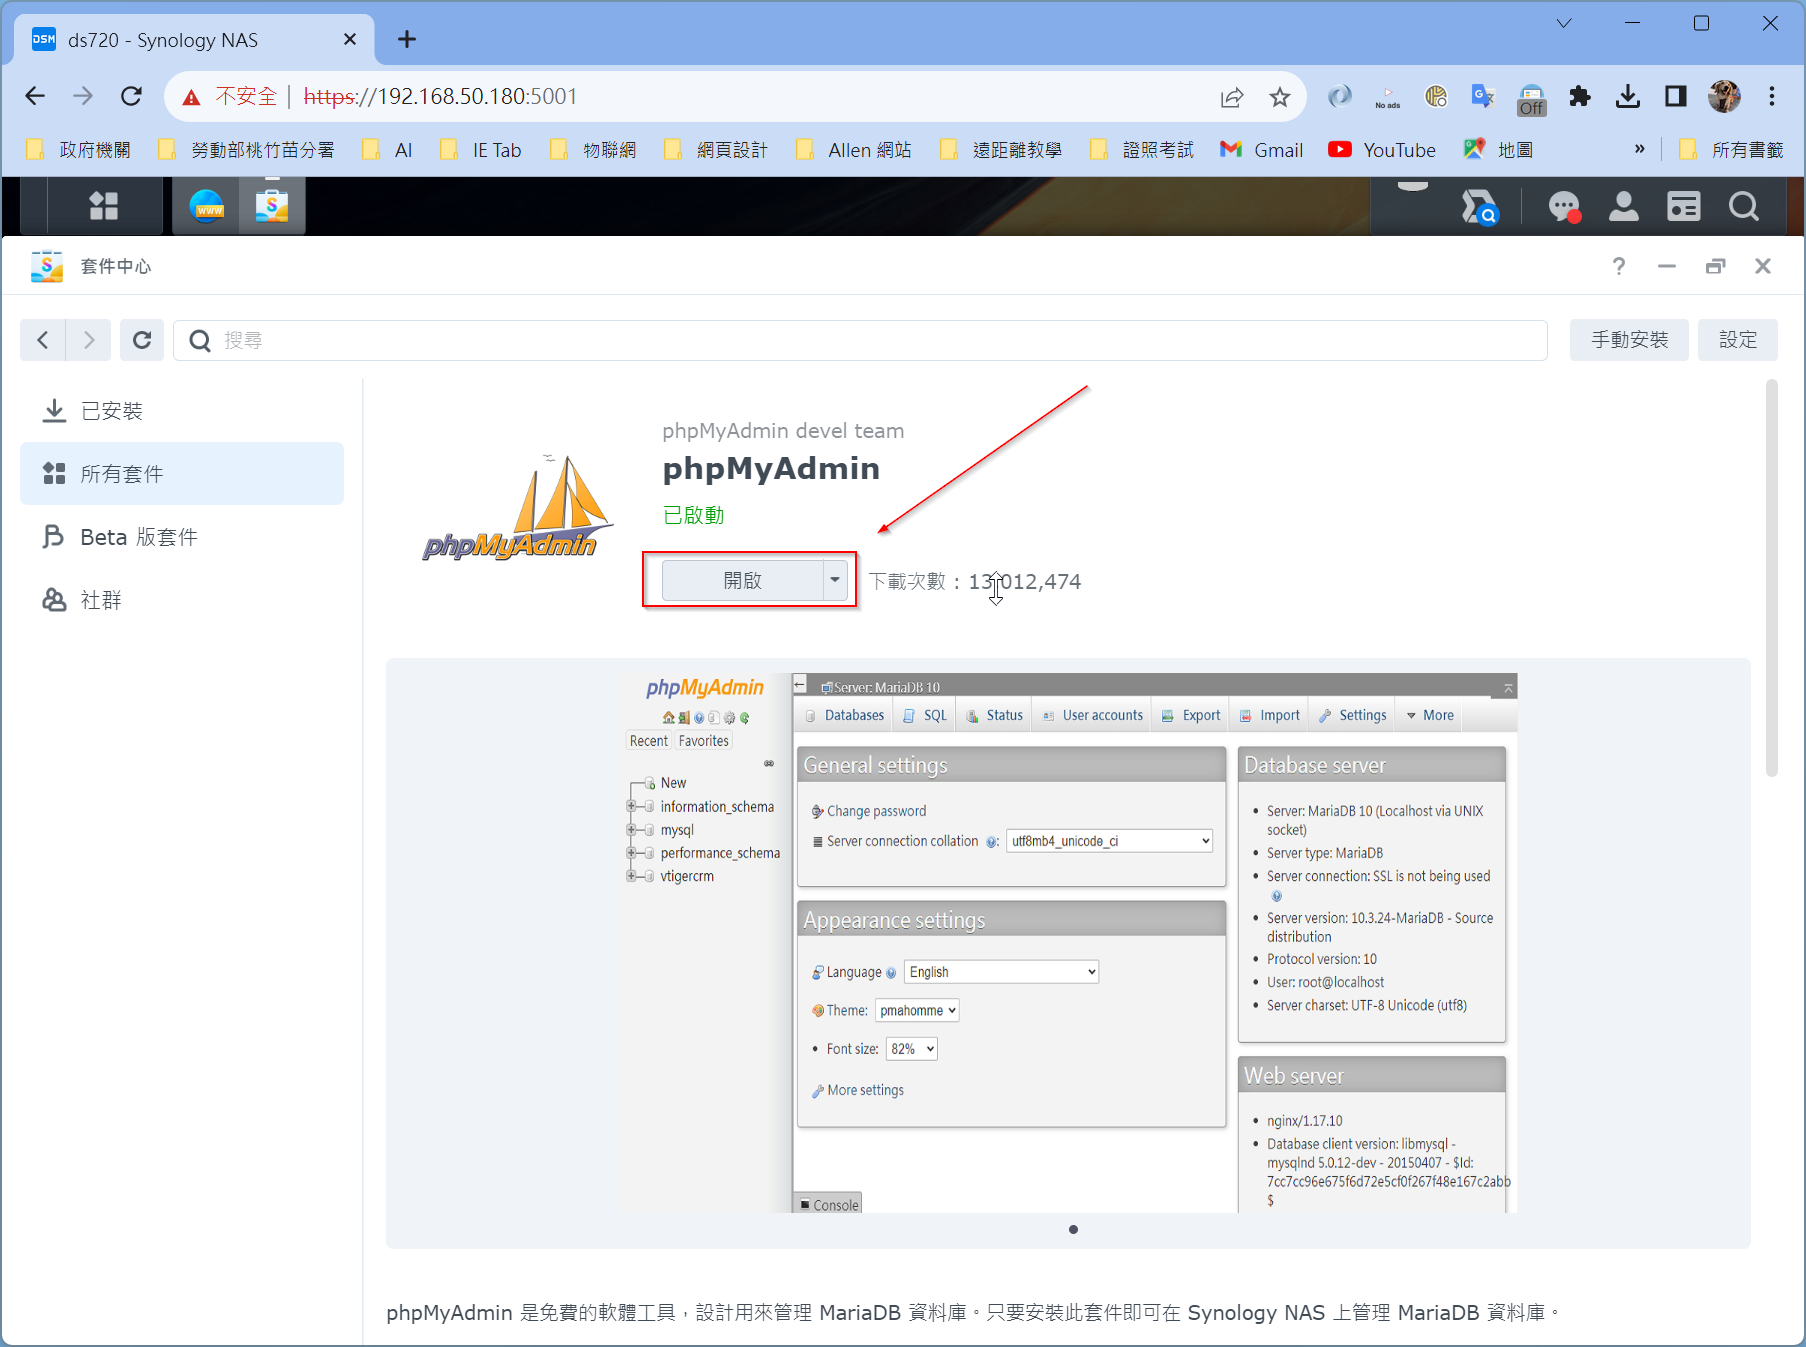 DSM ds720 - Synology NAS
不安全 https://192.168.50.180:5001
No ads
Off
政府機關 勞動部桃竹苗分署 AI IE Tab 物聯網 網頁設計 Allen 網站 遠距離教學 證照考試 Gmail YouTube 地圖 » 所有書籤
www S
S 套件中心 ?
搜尋 手動安裝 設定
已安裝
所有套件
Beta 版套件
社群
phpMyAdmin
phpMyAdmin devel team
phpMyAdmin
已啟動
開啟 下載次數：13,012,474
phpMyAdmin
Recent Favorites
New
information_schema
mysql
performance_schema
vtigercrm
Server: MariaDB 10
Databases SQL Status User accounts Export Import Settings More
General settings
Change password
Server connection collation : utf8mb4_unicode_ci
Appearance settings
Language English
Theme: pmahomme
• Font size: 82%
More settings
Console
Database server
• Server: MariaDB 10 (Localhost via UNIX
socket)
• Server type: MariaDB
• Server connection: SSL is not being used
• Server version: 10.3.24-MariaDB - Source
distribution
• Protocol version: 10
• User: root@localhost
• Server charset: UTF-8 Unicode (utf8)
Web server
• nginx/1.17.10
• Database client version: libmysql -
mysqlnd 5.0.12-dev - 20150407 - $Id:
7cc7cc96e675f6d72e5cf0f267f48e167c2abb
$
phpMyAdmin 是免費的軟體工具，設計用來管理 MariaDB 資料庫。只要安裝此套件即可在 Synology NAS 上管理 MariaDB 資料庫。